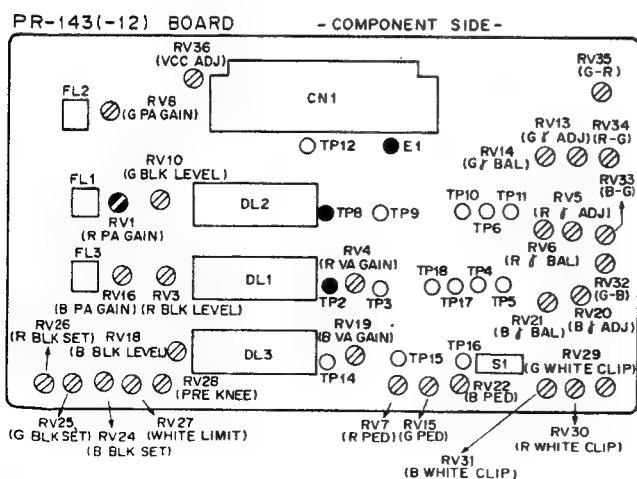 PR-143(-12) BOARD -COMPONENT SIDE-
RV36
(VCC ADJ)
RV35
(G-R)
FL2
RV8
(G PA GAIN)
CN1
RV13
(G γ ADJ)
RV34
(R-G)
RV14
(G γ BAL)
TP12
E1
RV10
(G BLK LEVEL)
RV33
(B-G)
FL1
DL2
TP8
TP9
TP10
TP11
TP6
RV5
(R γ ADJ)
RV1
(R PA GAIN)
RV6
(R γ BAL)
FL3
RV4
(R VA GAIN)
DL1
TP18
TP4
TP2
TP3
TP17
TP5
RV16
(B PA GAIN)
RV3
(R BLK LEVEL)
RV32
(G-B)
RV26
(R BLK SET)
RV18
(B BLK LEVEL)
RV19
(B VA GAIN)
RV21
(B γ BAL)
RV20
(B γ ADJ)
DL3
TP14
TP15
TP16
S1
RV29
(G WHITE CLIP)
RV28
(PRE KNEE)
RV22
(B PED)
RV25
(G BLK SET)
RV24
(B BLK SET)
RV27
(WHITE LIMIT)
RV7
(R PED)
RV15
(G PED)
RV31
(B WHITE CLIP)
RV30
(R WHITE CLIP)